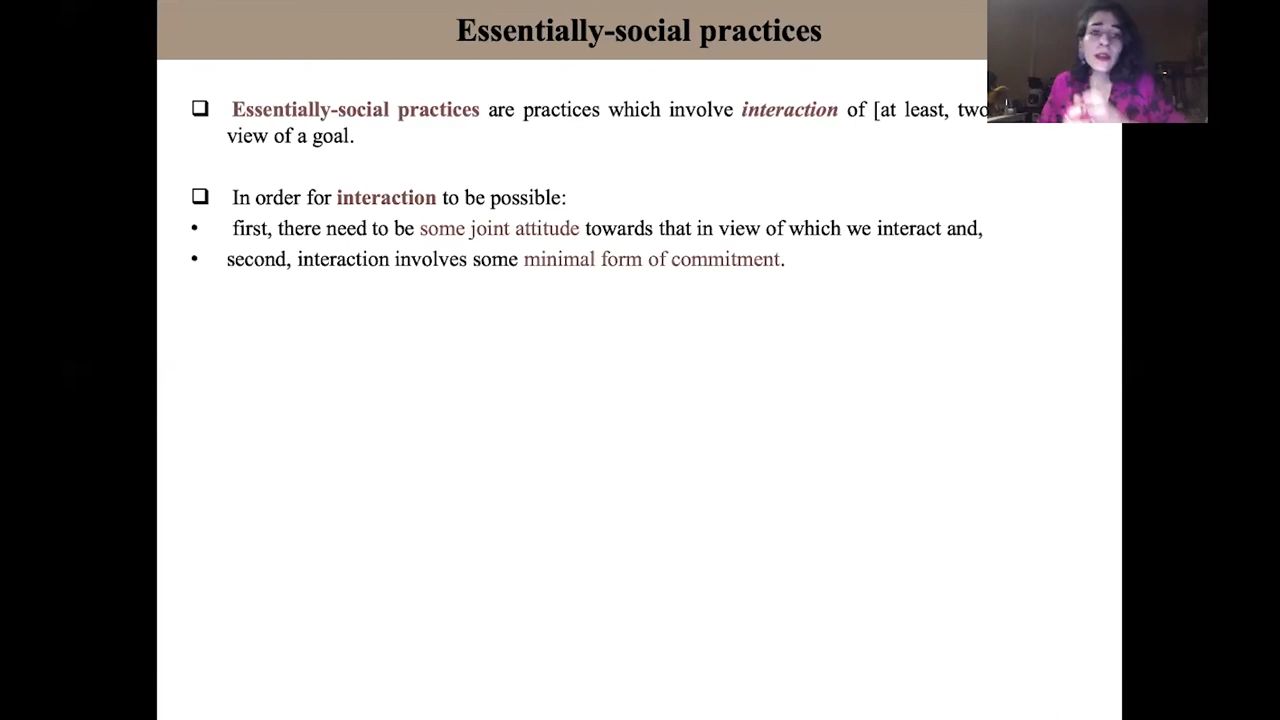 Essentially-social practices
Essentially-social practices are practices which involve interaction of [at least, two
view of a goal.
In order for interaction to be possible:
• first, there need to be some joint attitude towards that in view of which we interact and,
• second, interaction involves some minimal form of commitment.